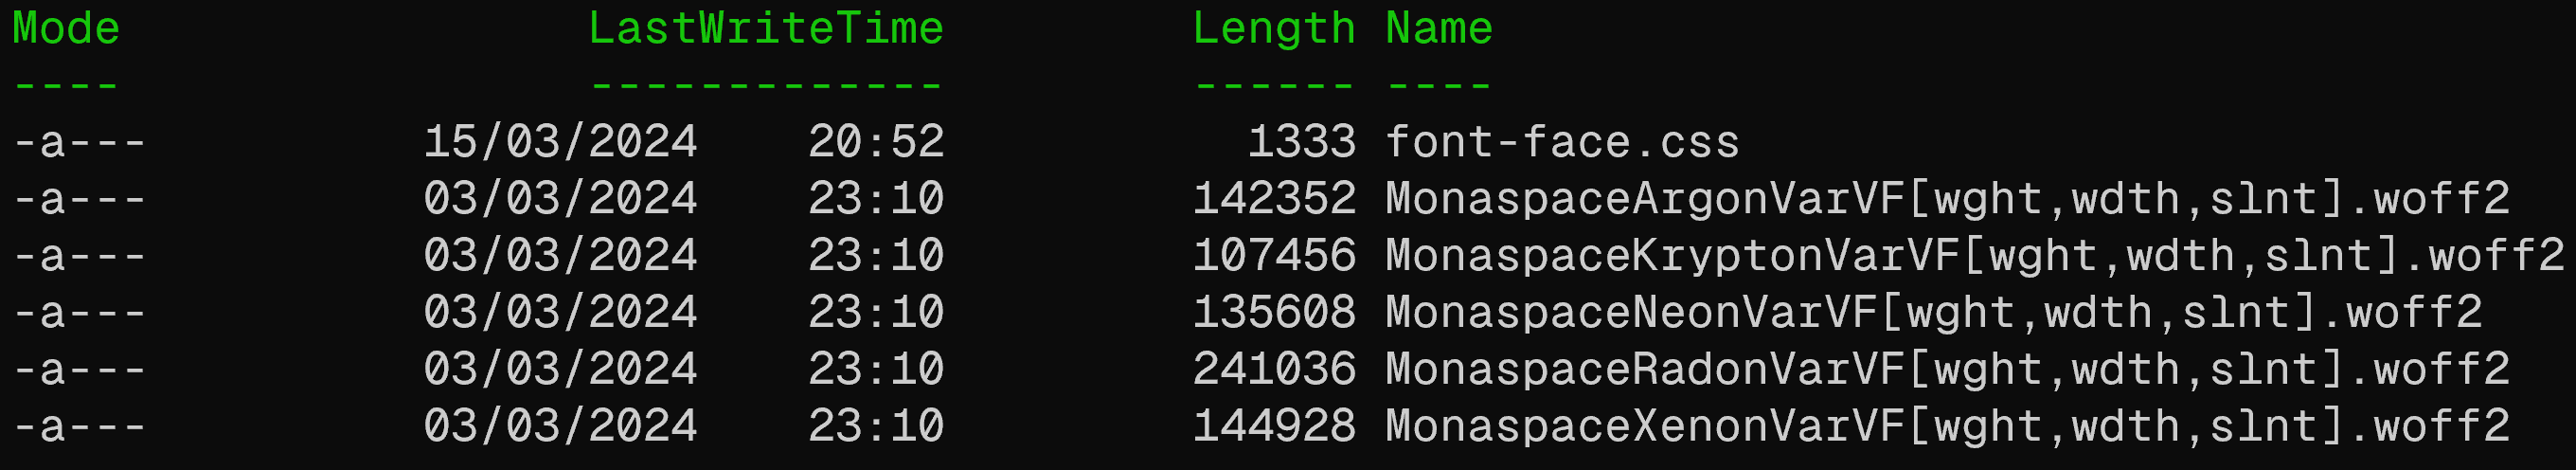 Mode                 LastWriteTime         Length Name
----                 -------------         ------ ----
-a---          15/03/2024    20:52           1333 font-face.css
-a---          03/03/2024    23:10         142352 MonaspaceArgonVarVF[wght,wdth,slnt].woff2
-a---          03/03/2024    23:10         107456 MonaspaceKryptonVarVF[wght,wdth,slnt].woff2
-a---          03/03/2024    23:10         135608 MonaspaceNeonVarVF[wght,wdth,slnt].woff2
-a---          03/03/2024    23:10         241036 MonaspaceRadonVarVF[wght,wdth,slnt].woff2
-a---          03/03/2024    23:10         144928 MonaspaceXenonVarVF[wght,wdth,slnt].woff2